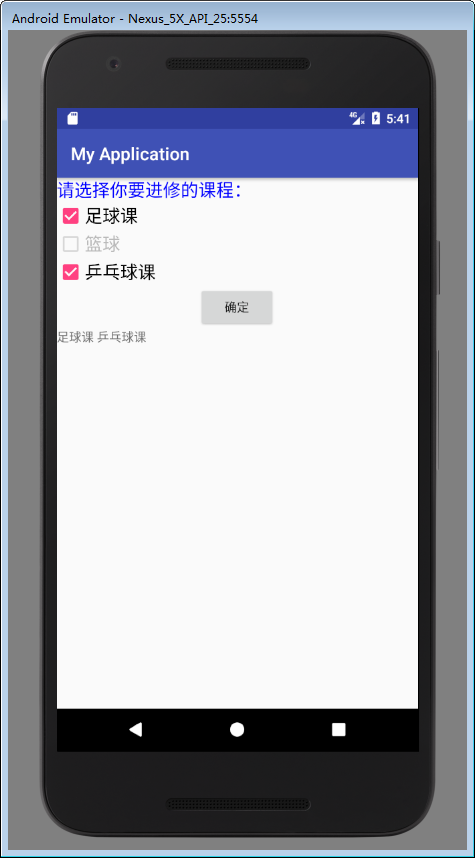 Android Emulator - Nexus_5X_API_25:5554
4G 5:41
My Application
请选择你要进修的课程：
足球课
篮球
乒乓球课
确定
足球课 乒乓球课